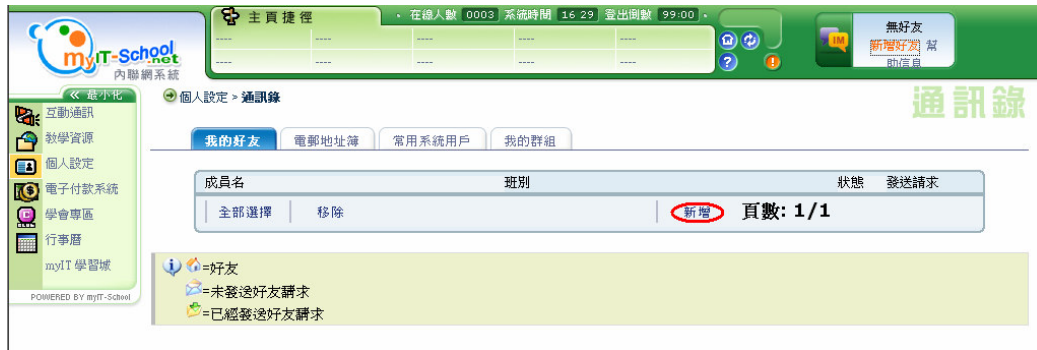 主頁捷徑
· 在線人數 0003 系統時間 16 29 登出倒數 99:00 ·
---- ---- ---- ---- ----
---- ---- ---- ---- ----
IM
無好友
新增好友 幫
助信息
myIT-School
.net
內聯網系統
« 最小化
互動通訊
教學資源
個人設定
電子付款系統
學會專區
行事曆
myIT 學習城
POWERED BY myIT-School
個人設定 > 通訊錄
通訊錄
我的好友 電郵地址簿 常用系統用戶 我的群組
成員名 班別 狀態 發送請求
全部選擇 移除 新增 頁數: 1/1
=好友
=未發送好友請求
=已經發送好友請求